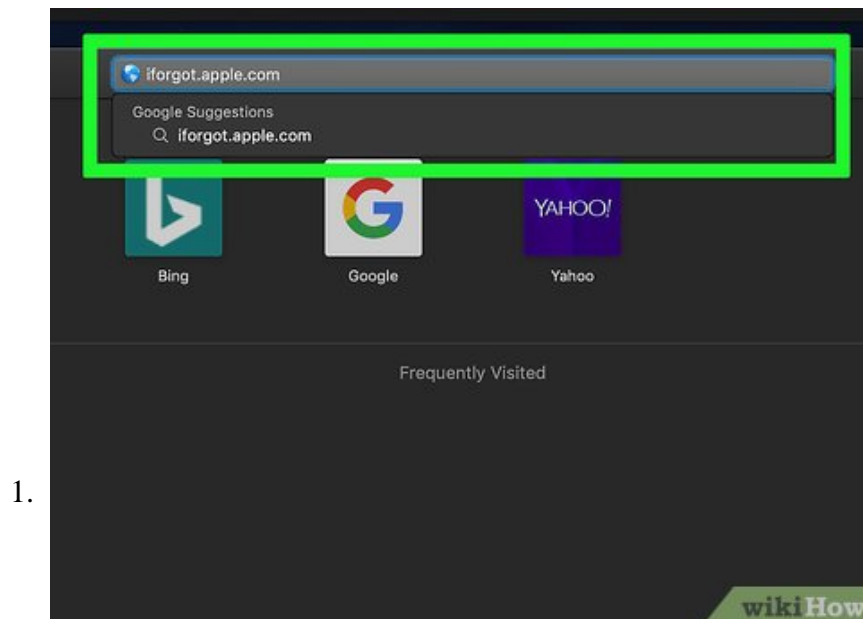 iforgot.apple.com
Google Suggestions
iforgot.apple.com
YAHOO!
Bing
Google
Yahoo
Frequently Visited
1.
wikiHow